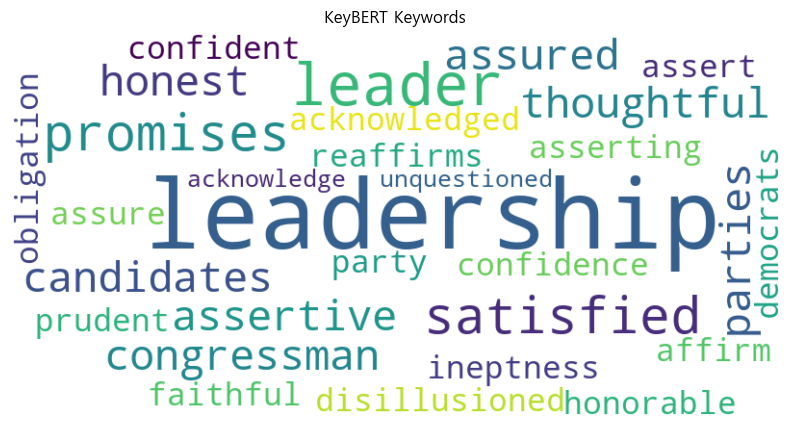 KeyBERT Keywords
confident
leader
assured
assert
honest
thoughtful
promises
acknowledged
asserting
reaffirms
obligation
acknowledge
unquestioned
leadership
assure
parties
democrats
candidates
party
confidence
prudent
assertive
satisfied
congressman
ineptness
affirm
faithful
disillusioned
honorable